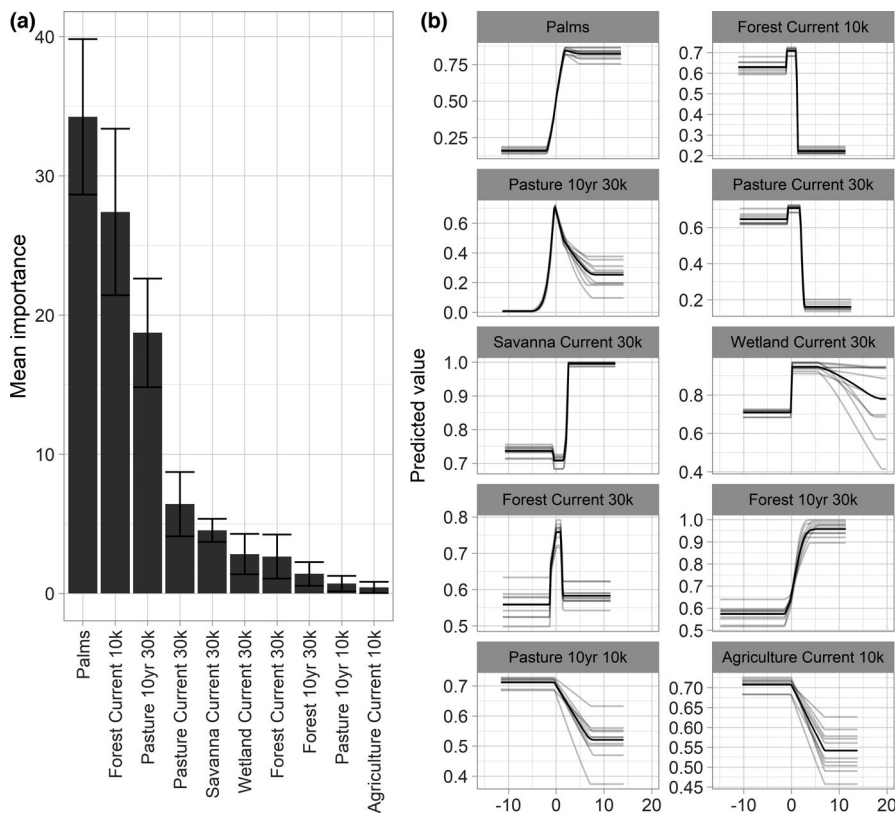 (a)
40
30
20
10
0
Mean importance
Palms
Forest Current 10k
Pasture 10yr 30k
Pasture Current 30k
Savanna Current 30k
Wetland Current 30k
Forest Current 30k
Forest 10yr 30k
Pasture 10yr 10k
Agriculture Current 10k
(b)
Predicted value
Palms
0.75
0.50
0.25
Forest Current 10k
0.7
0.6
0.5
0.4
0.3
0.2
Pasture 10yr 30k
0.6
0.4
0.2
0.0
Pasture Current 30k
0.6
0.4
0.2
Savanna Current 30k
1.0
0.9
0.8
0.7
Wetland Current 30k
0.8
0.6
0.4
Forest Current 30k
0.8
0.7
0.6
0.5
Forest 10yr 30k
1.0
0.9
0.8
0.7
0.6
0.5
Pasture 10yr 10k
0.7
0.6
0.5
0.4
-10 0 10 20
Agriculture Current 10k
0.70
0.65
0.60
0.55
0.50
0.45
-10 0 10 20